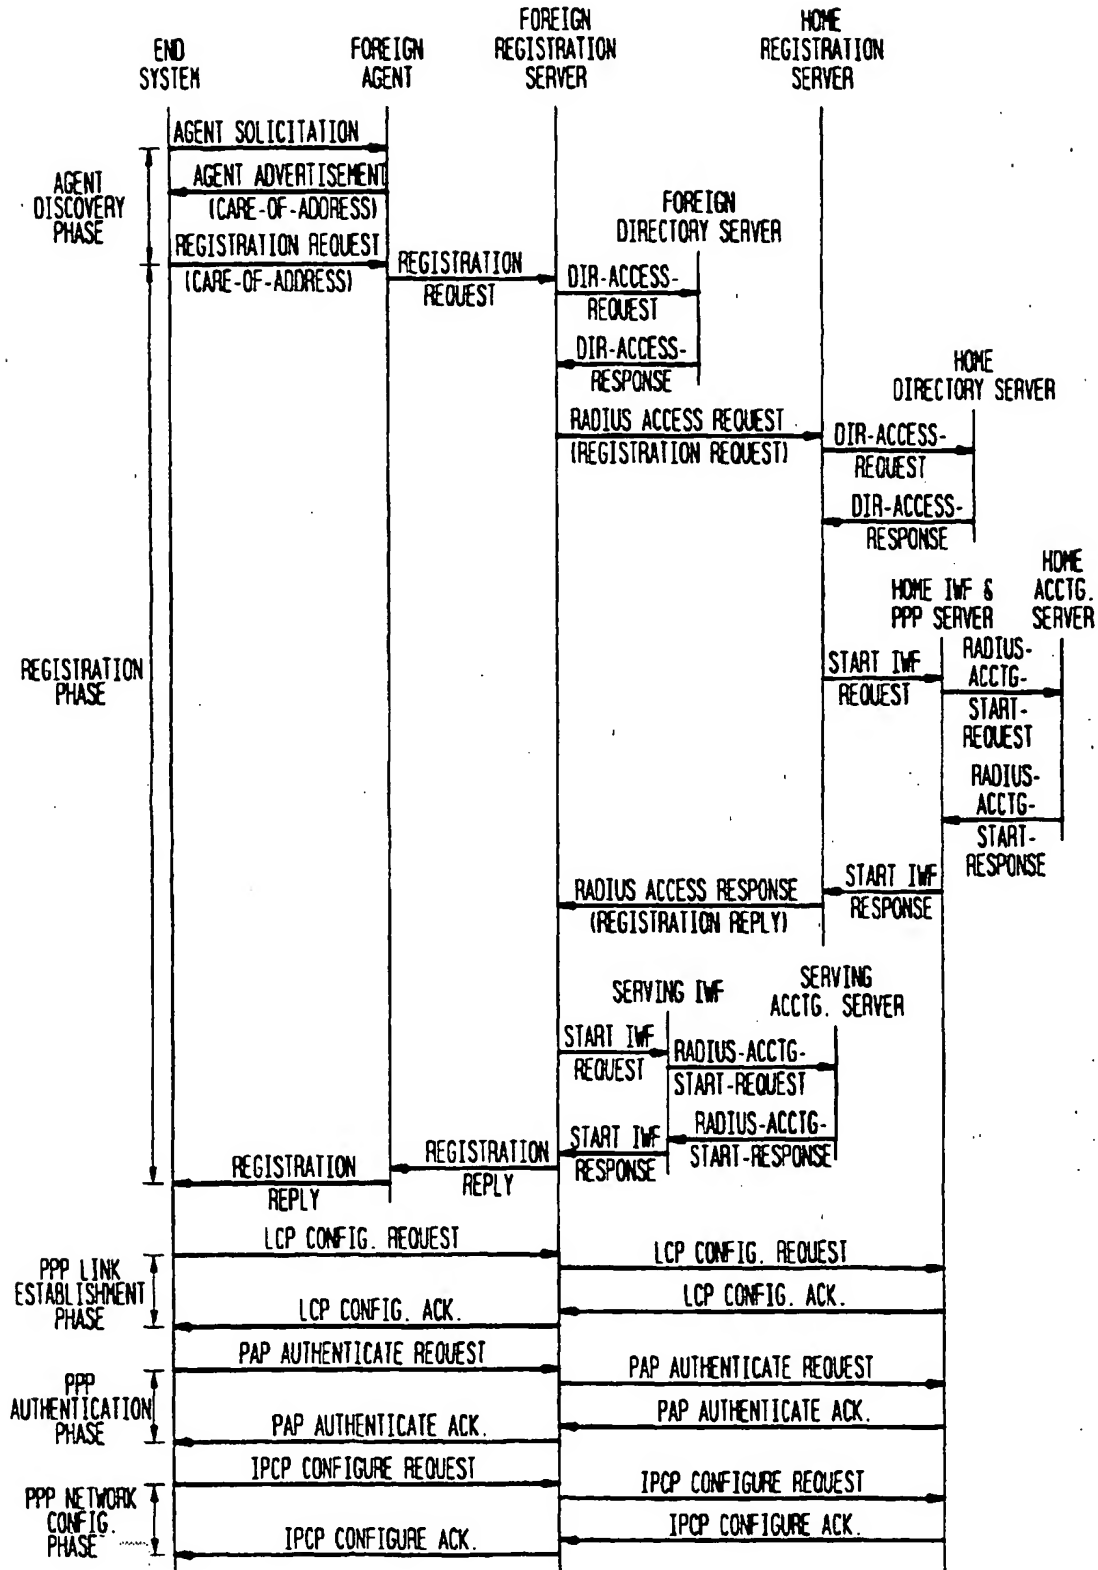 END
SYSTEM
FOREIGN
AGENT
FOREIGN
REGISTRATION
SERVER
HOME
REGISTRATION
SERVER
AGENT SOLICITATION
AGENT
DISCOVERY
PHASE
AGENT ADVERTISEMENT
(CARE-OF-ADDRESS)
FOREIGN
DIRECTORY SERVER
REGISTRATION REQUEST
(CARE-OF-ADDRESS)
REGISTRATION
REQUEST
DIR-ACCESS-
REQUEST
DIR-ACCESS-
RESPONSE
HOME
DIRECTORY SERVER
RADIUS ACCESS REQUEST
(REGISTRATION REQUEST)
DIR-ACCESS-
REQUEST
DIR-ACCESS-
RESPONSE
HOME IWF &
PPP SERVER
HOME
ACCTG.
SERVER
REGISTRATION
PHASE
START IWF
REQUEST
RADIUS-
ACCTG-
START-
REQUEST
RADIUS-
ACCTG-
START-
RESPONSE
START IWF
RESPONSE
RADIUS ACCESS RESPONSE
(REGISTRATION REPLY)
SERVING IWF
SERVING
ACCTG. SERVER
START IWF
REQUEST
RADIUS-ACCTG-
START-REQUEST
RADIUS-ACCTG-
START-RESPONSE
START IWF
RESPONSE
REGISTRATION
REPLY
REGISTRATION
REPLY
LCP CONFIG. REQUEST
LCP CONFIG. REQUEST
PPP LINK
ESTABLISHMENT
PHASE
LCP CONFIG. ACK.
LCP CONFIG. ACK.
PAP AUTHENTICATE REQUEST
PAP AUTHENTICATE REQUEST
PPP
AUTHENTICATION
PHASE
PAP AUTHENTICATE ACK.
PAP AUTHENTICATE ACK.
IPCP CONFIGURE REQUEST
IPCP CONFIGURE REQUEST
PPP NETWORK
CONFIG.
PHASE
IPCP CONFIGURE ACK.
IPCP CONFIGURE ACK.